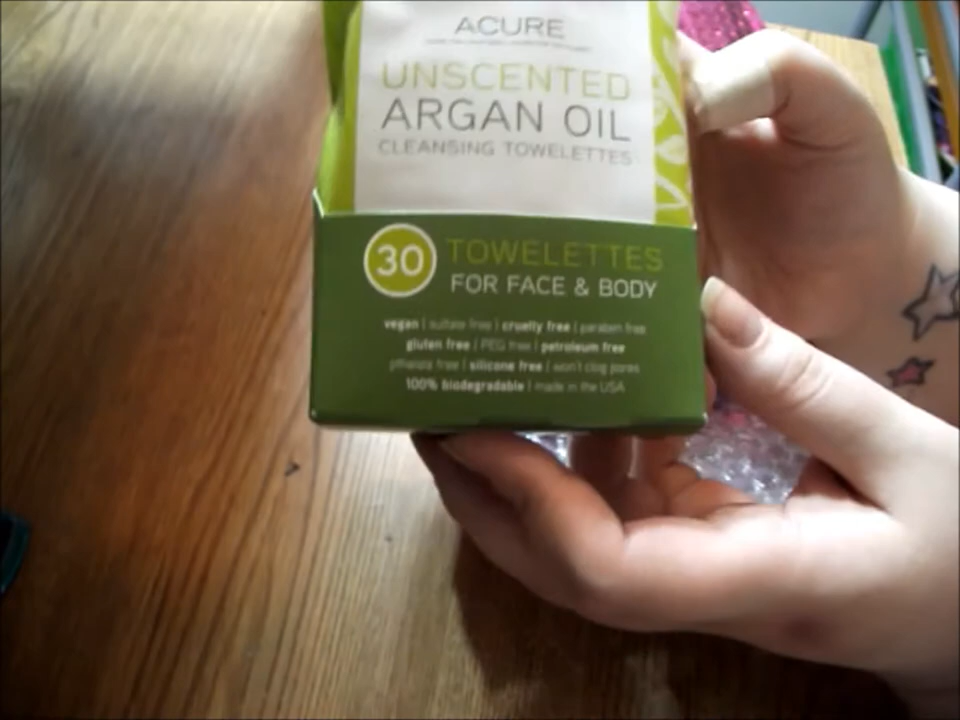 ACURE
UNSCENTED
ARGAN OIL
CLEANSING TOWELETTES
30
TOWELETTES
FOR FACE & BODY
vegan | sulfate free | cruelty free | paraben free
gluten free | PEG free | petroleum free
phthalate free | silicone free | won't clog pores
100% biodegradable | made in the USA